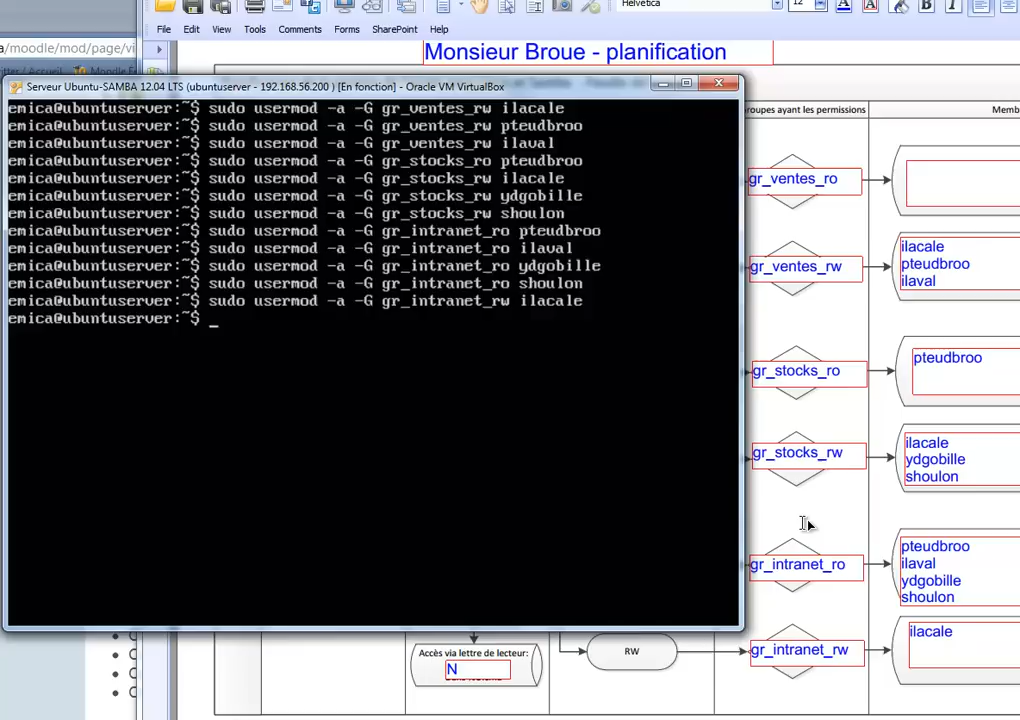 Helvetica
12
a/moodle/mod/page/vi
File Edit View Tools Comments Forms SharePoint Help
Monsieur Broue - planification
Serveur Ubuntu-SAMBA 12.04 LTS (ubuntuserver - 192.168.56.200 ) [En fonction] - Oracle VM VirtualBox
emica@ubuntuserver:~$ sudo usermod -a -G gr_ventes_rw ilacale
emica@ubuntuserver:~$ sudo usermod -a -G gr_ventes_rw pteudbroo
emica@ubuntuserver:~$ sudo usermod -a -G gr_ventes_rw ilaval
emica@ubuntuserver:~$ sudo usermod -a -G gr_stocks_ro pteudbroo
emica@ubuntuserver:~$ sudo usermod -a -G gr_stocks_rw ilacale
emica@ubuntuserver:~$ sudo usermod -a -G gr_stocks_rw ydgobille
emica@ubuntuserver:~$ sudo usermod -a -G gr_stocks_rw shoulon
emica@ubuntuserver:~$ sudo usermod -a -G gr_intranet_ro pteudbroo
emica@ubuntuserver:~$ sudo usermod -a -G gr_intranet_ro ilaval
emica@ubuntuserver:~$ sudo usermod -a -G gr_intranet_ro ydgobille
emica@ubuntuserver:~$ sudo usermod -a -G gr_intranet_ro shoulon
emica@ubuntuserver:~$ sudo usermod -a -G gr_intranet_rw ilacale
emica@ubuntuserver:~$ _
roupes ayant les permissions
Memb
gr_ventes_ro
gr_ventes_rw
ilacale
pteudbroo
ilaval
gr_stocks_ro
pteudbroo
gr_stocks_rw
ilacale
ydgobille
shoulon
gr_intranet_ro
pteudbroo
ilaval
ydgobille
shoulon
gr_intranet_rw
ilacale
Accès via lettre de lecteur:
N
RW